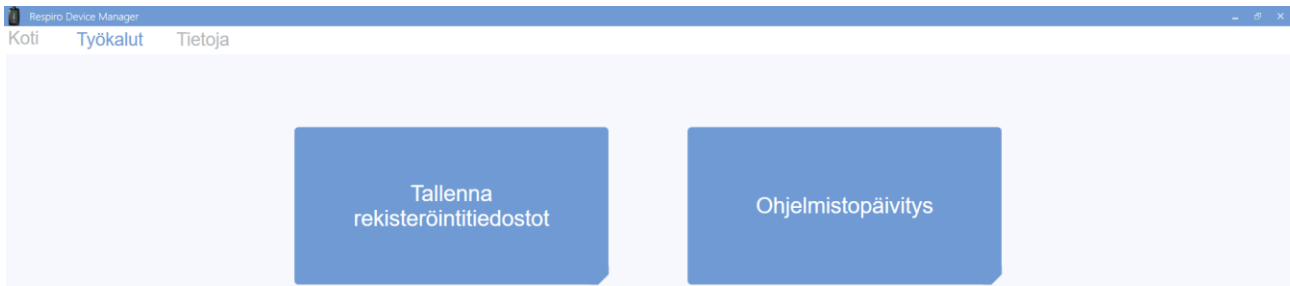 Respiro Device Manager
Koti Työkalut Tietoja
Tallenna
rekisteröintitiedostot
Ohjelmistopäivitys